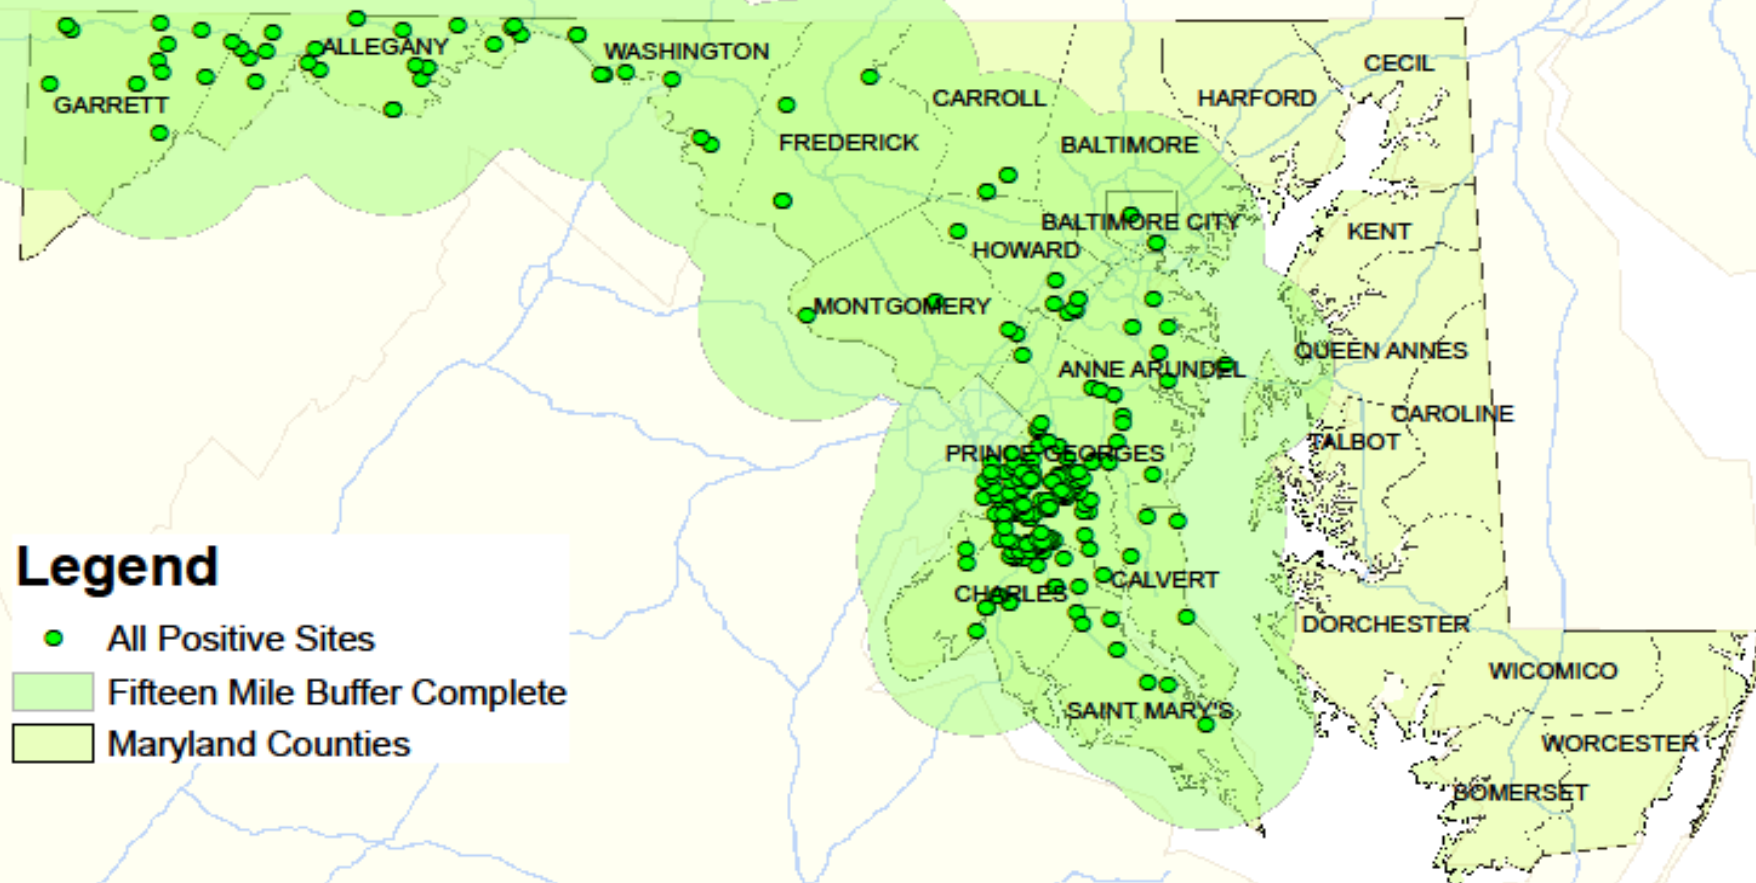 CECIL
ALLEGANY
WASHINGTON
GARRETT
CARROLL
HARFORD
FREDERICK
BALTIMORE
BALTIMORE CITY
KENT
HOWARD
MONTGOMERY
QUEEN ANNES
ANNE ARUNDEL
CAROLINE
TALBOT
PRINCE GEORGES
CALVERT
CHARLES
DORCHESTER
WICOMICO
SAINT MARY'S
WORCESTER
SOMERSET
Legend
All Positive Sites
Fifteen Mile Buffer Complete
Maryland Counties